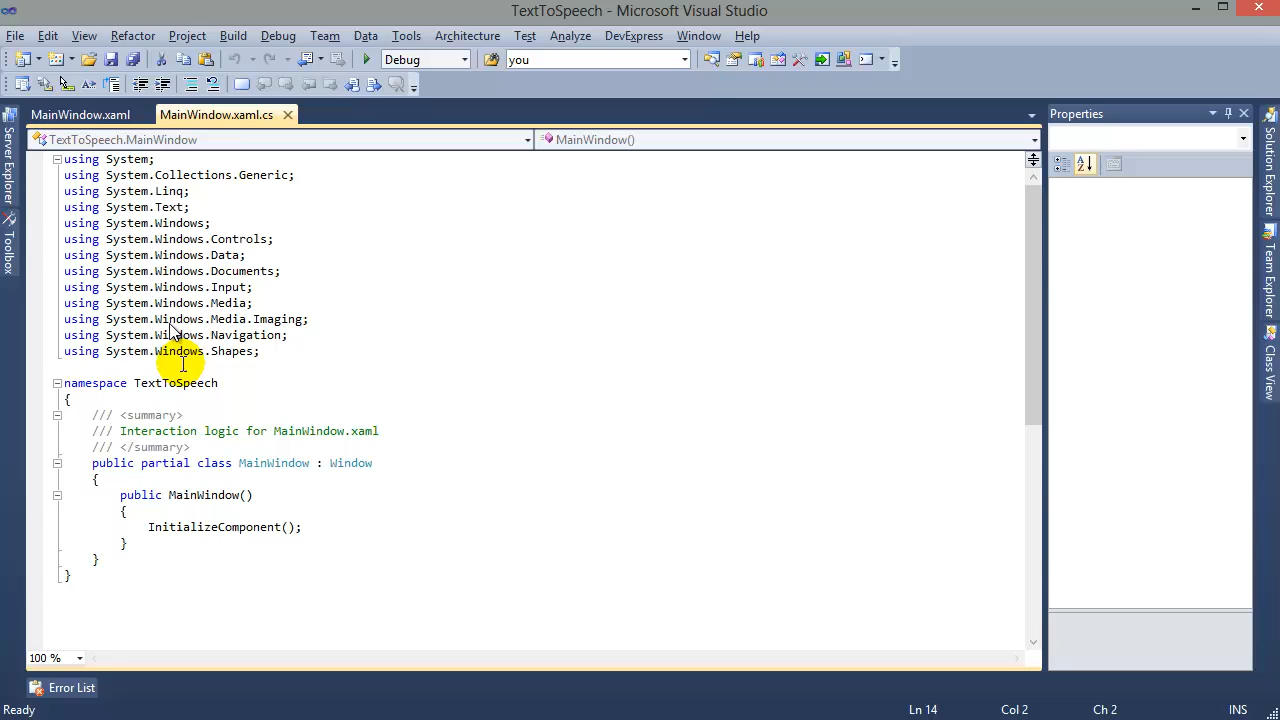 TextToSpeech - Microsoft Visual Studio
File Edit View Refactor Project Build Debug Team Data Tools Architecture Test Analyze DevExpress Window Help
Debug you
MainWindow.xaml MainWindow.xaml.cs
TextToSpeech.MainWindow MainWindow()
using System;
using System.Collections.Generic;
using System.Linq;
using System.Text;
using System.Windows;
using System.Windows.Controls;
using System.Windows.Data;
using System.Windows.Documents;
using System.Windows.Input;
using System.Windows.Media;
using System.Windows.Media.Imaging;
using System.Windows.Navigation;
using System.Windows.Shapes;
namespace TextToSpeech
{
/// <summary>
/// Interaction logic for MainWindow.xaml
/// </summary>
public partial class MainWindow : Window
{
public MainWindow()
{
InitializeComponent();
}
}
}
100 %
Server Explorer
Toolbox
Properties
Solution Explorer
Team Explorer
Class View
Error List
Ready Ln 14 Col 2 Ch 2 INS